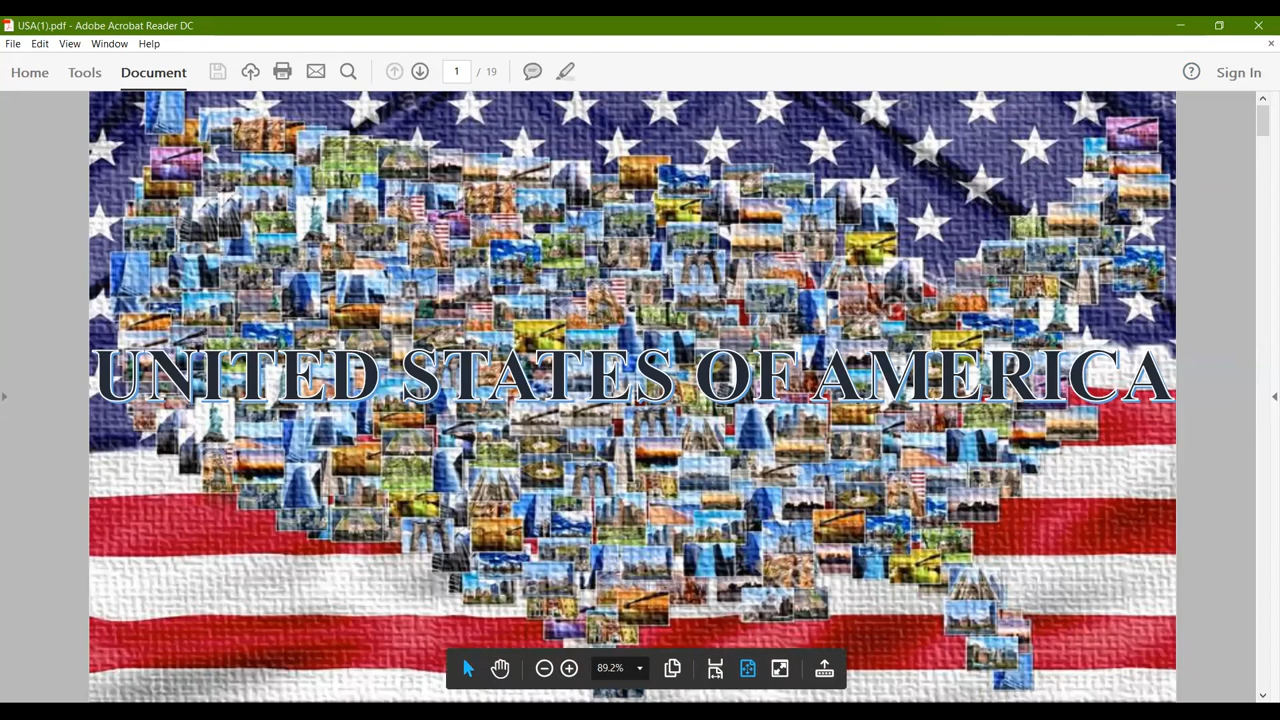 USA(1).pdf - Adobe Acrobat Reader DC
File Edit View Window Help
Home Tools Document 1 / 19 Sign In
UNITED STATES OF AMERICA
89.2%